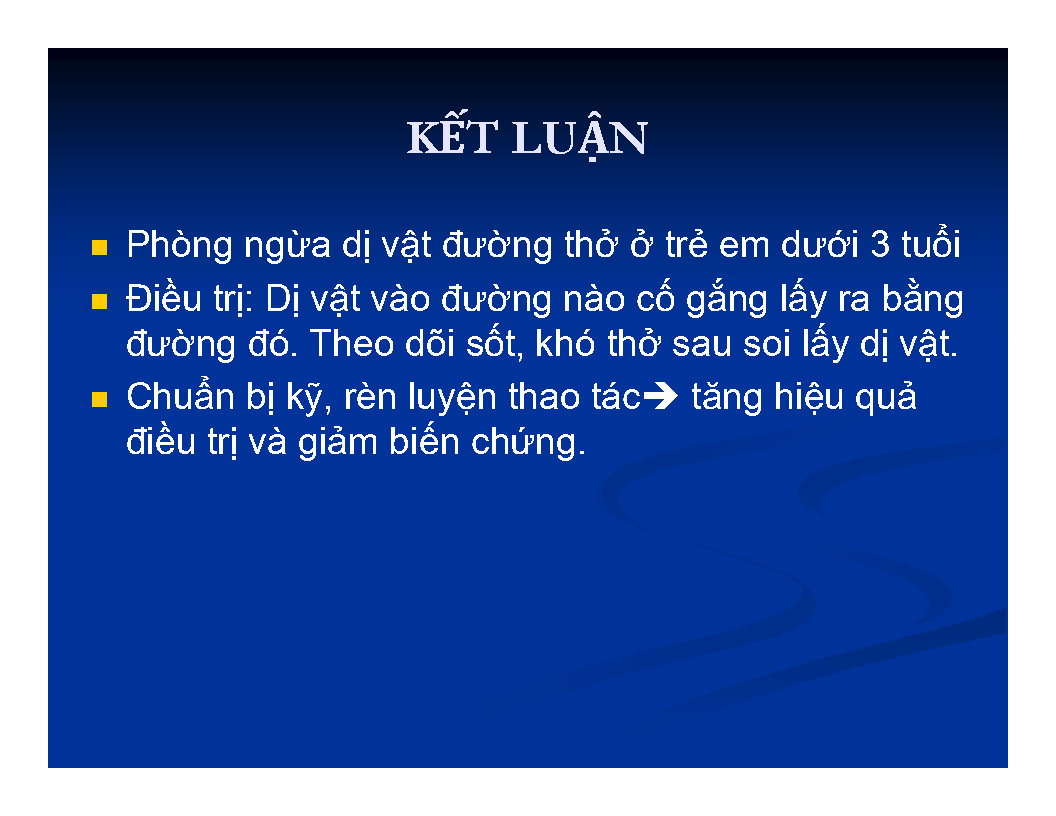 KẾT LUẬN
Phòng ngừa dị vật đường thở ở trẻ em dưới 3 tuổi
Điều trị: Dị vật vào đường nào cố gắng lấy ra bằng
đường đó. Theo dõi sốt, khó thở sau soi lấy dị vật.
Chuẩn bị kỹ, rèn luyện thao tác➔ tăng hiệu quả
điều trị và giảm biến chứng.